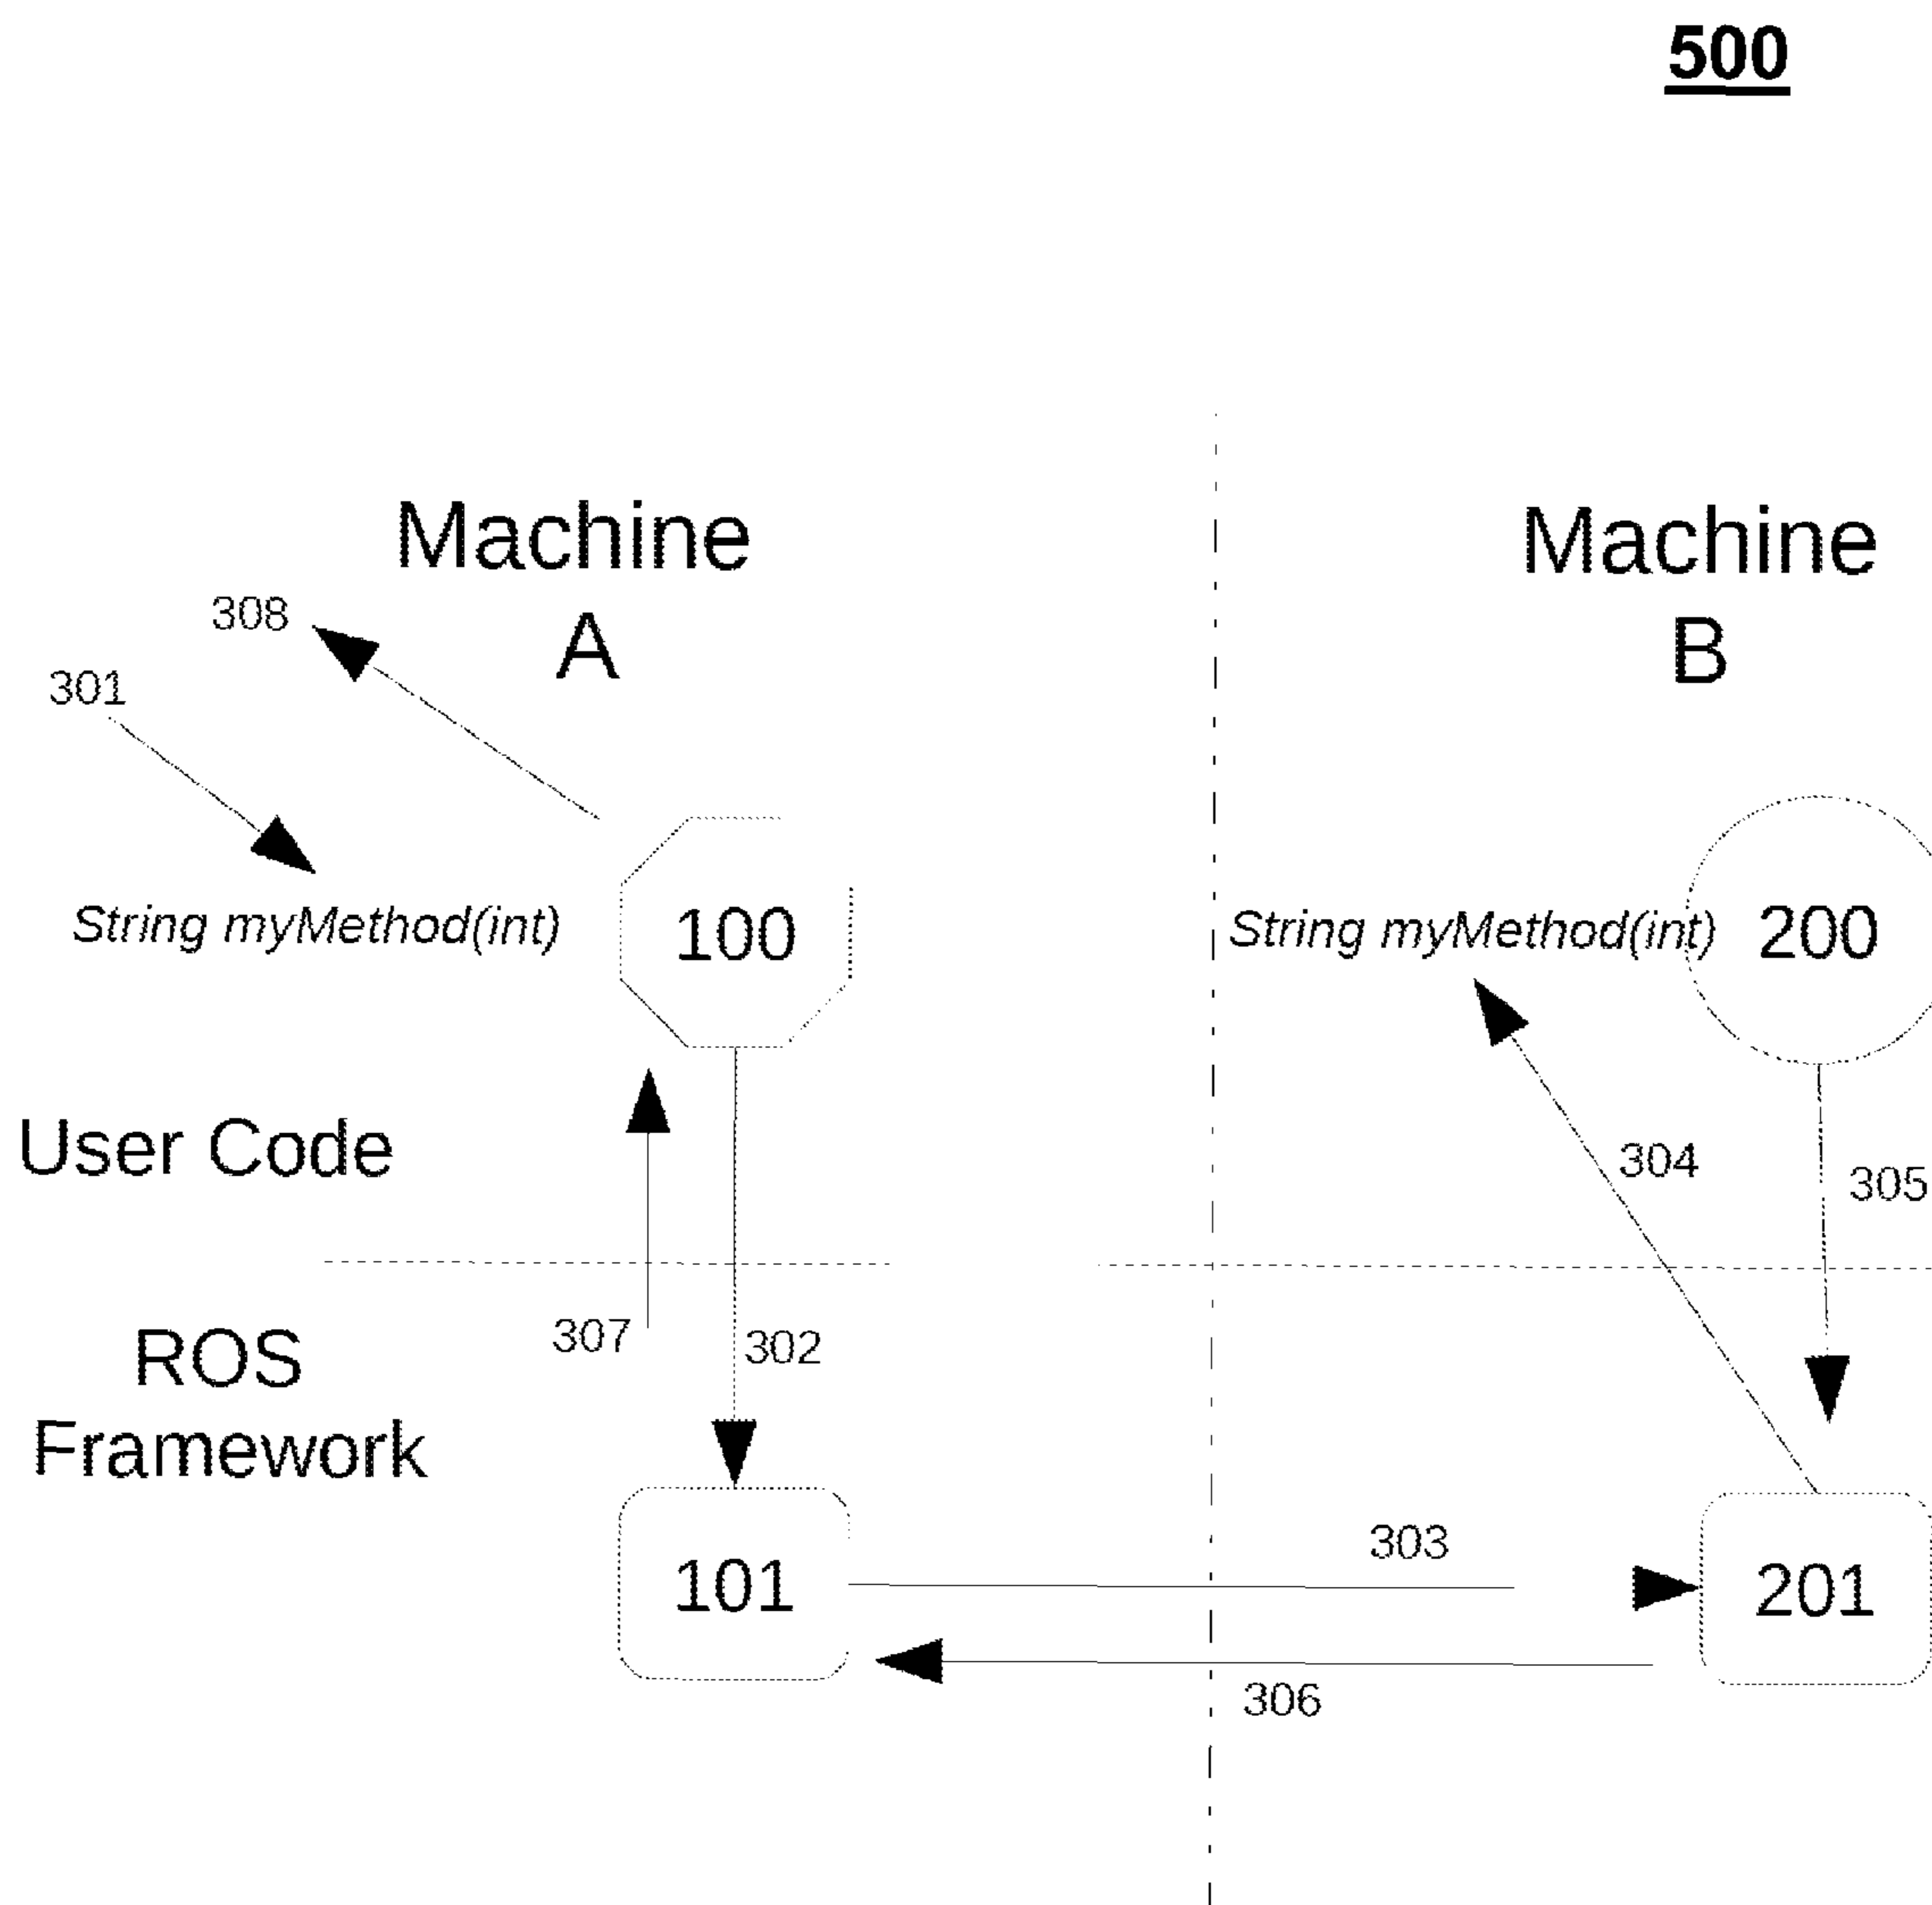 500
Machine
A
Machine
B
308
301
String myMethod(int)
100
String myMethod(int)
200
User Code
304
305
307
302
ROS
Framework
101
303
201
306